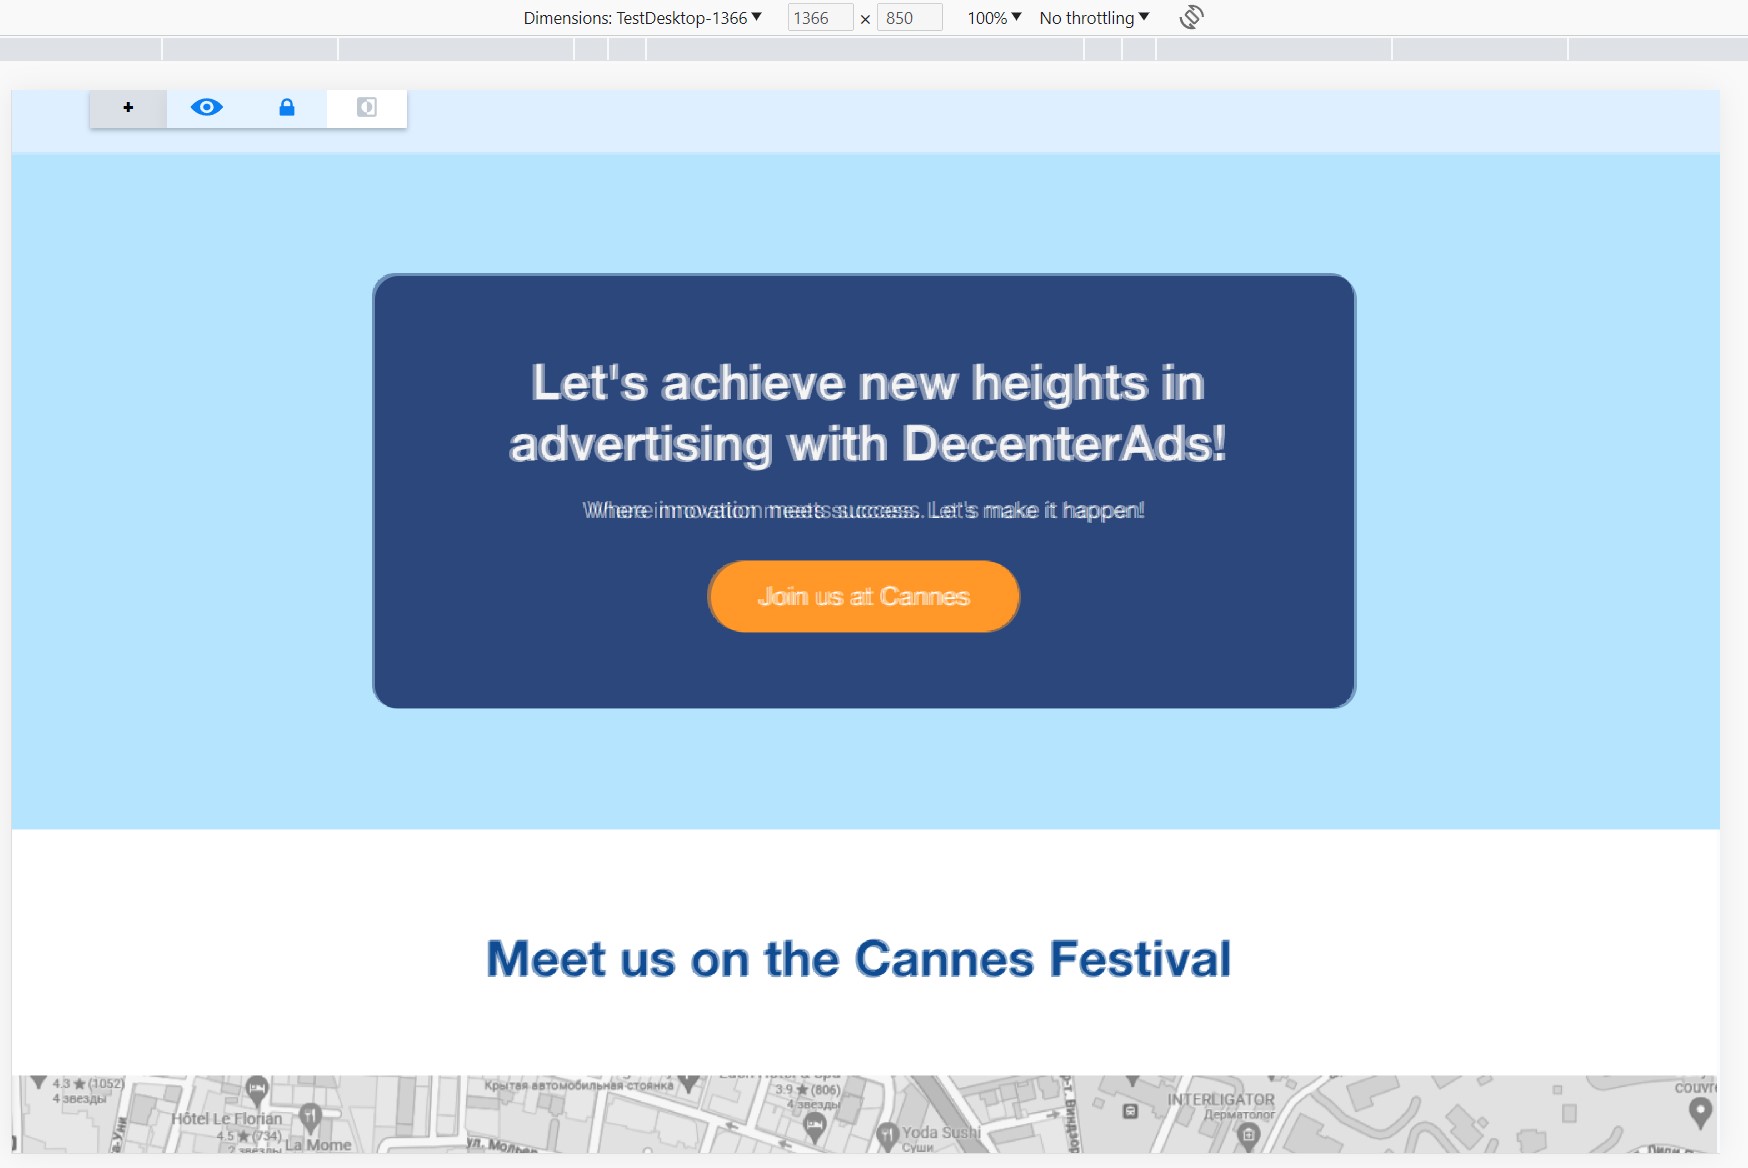 Dimensions: TestDesktop-1366 1366 × 850 100% No throttling
+
Let's achieve new heights in
advertising with DecenterAds!
Where innovation meets success. Let's make it happen!
Join us at Cannes
Meet us on the Cannes Festival
4.3 ★ (1052)
4 звезды
Крытая автомобильная стоянка
3.9 ★ (806)
4 звезды
Hôtel Le Florian
4.5 ★ (734)
La Mome
ул. Молье
Yoda Sushi
Суши
INTERLIGATOR
Дерматолог
couvr